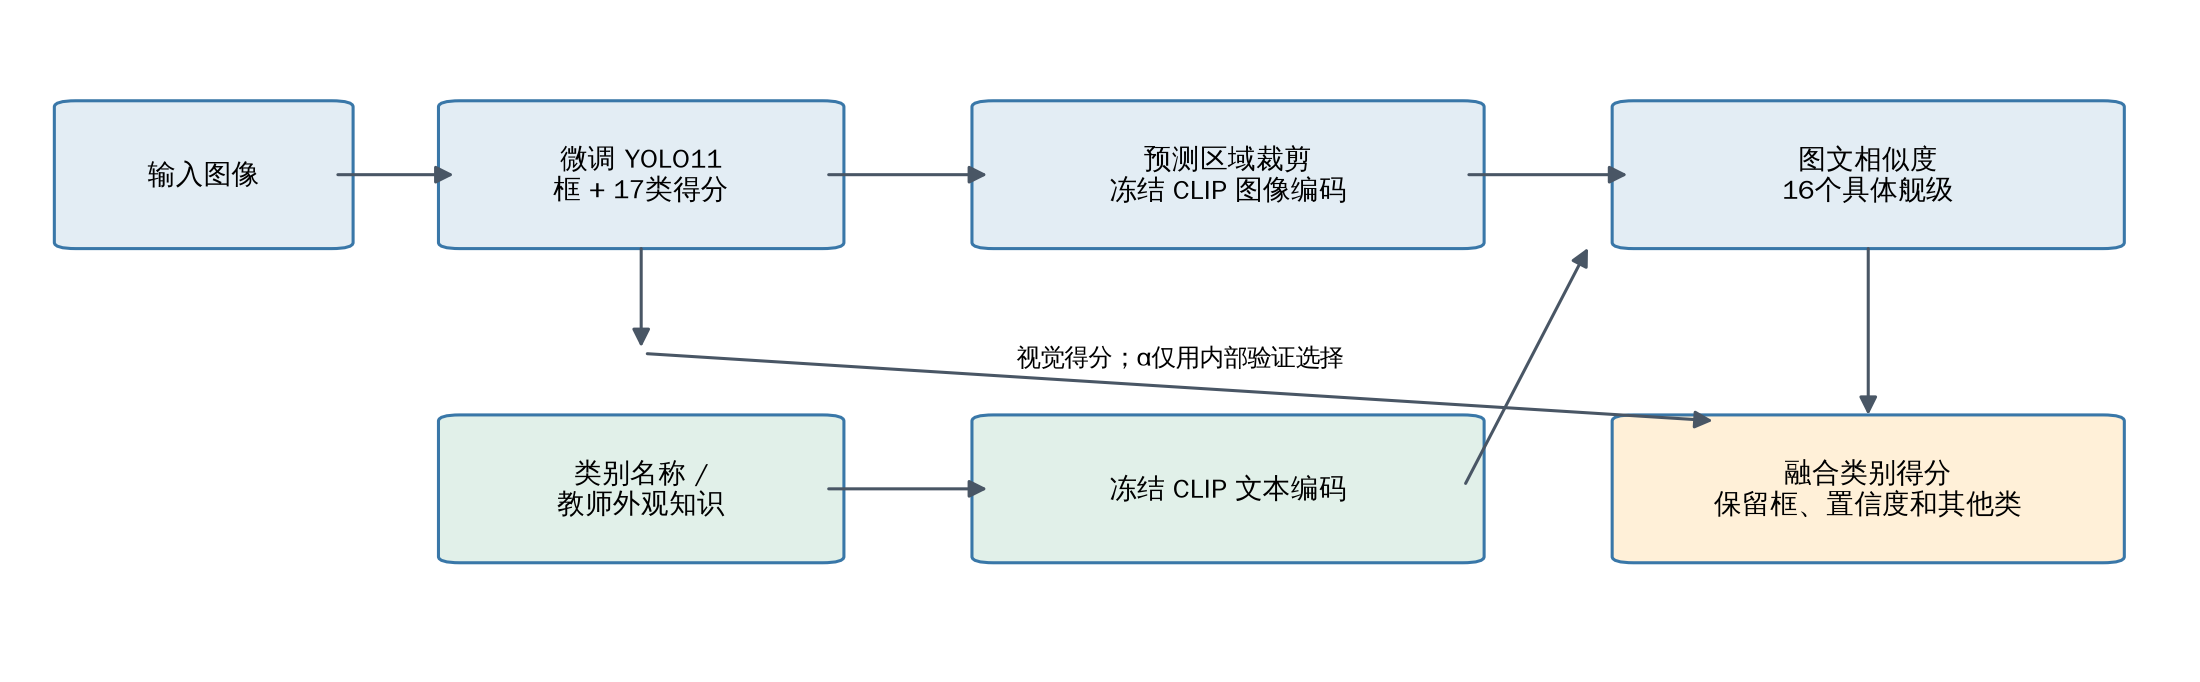 输入图像
微调 YOLO11
框 + 17类得分
预测区域裁剪
冻结 CLIP 图像编码
图文相似度
16个具体舰级
视觉得分；α仅用内部验证选择
类别名称 /
教师外观知识
冻结 CLIP 文本编码
融合类别得分
保留框、置信度和其他类